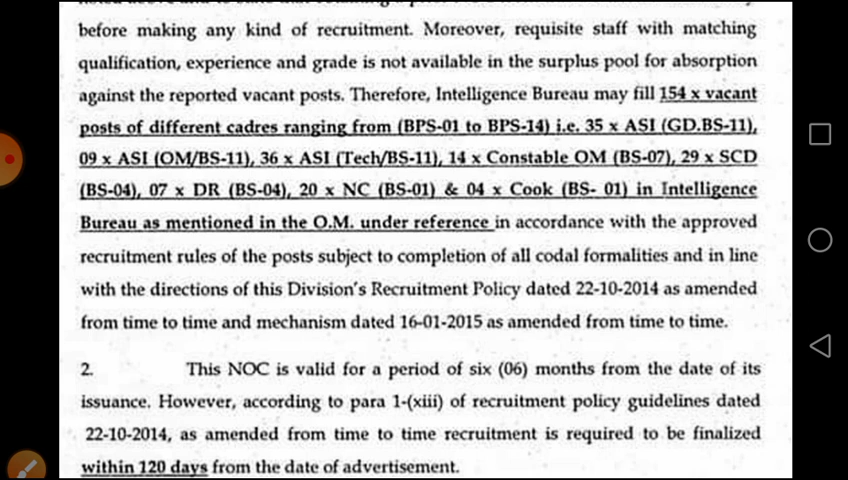 before making any kind of recruitment. Moreover, requisite staff with matching
qualification, experience and grade is not available in the surplus pool for absorption
against the reported vacant posts. Therefore, Intelligence Bureau may fill 154 x vacant
posts of different cadres ranging from (BPS-01 to BPS-14) i.e. 35 x ASI (GD.BS-11),
09 x ASI (OM/BS-11), 36 x ASI (Tech/BS-11), 14 x Constable OM (BS-07), 29 x SCD
(BS-04), 07 x DR (BS-04), 20 x NC (BS-01) & 04 x Cook (BS- 01) in Intelligence
Bureau as mentioned in the O.M. under reference in accordance with the approved
recruitment rules of the posts subject to completion of all codal formalities and in line
with the directions of this Division's Recruitment Policy dated 22-10-2014 as amended
from time to time and mechanism dated 16-01-2015 as amended from time to time.
2. This NOC is valid for a period of six (06) months from the date of its
issuance. However, according to para 1-(xiii) of recruitment policy guidelines dated
22-10-2014, as amended from time to time recruitment is required to be finalized
within 120 days from the date of advertisement.